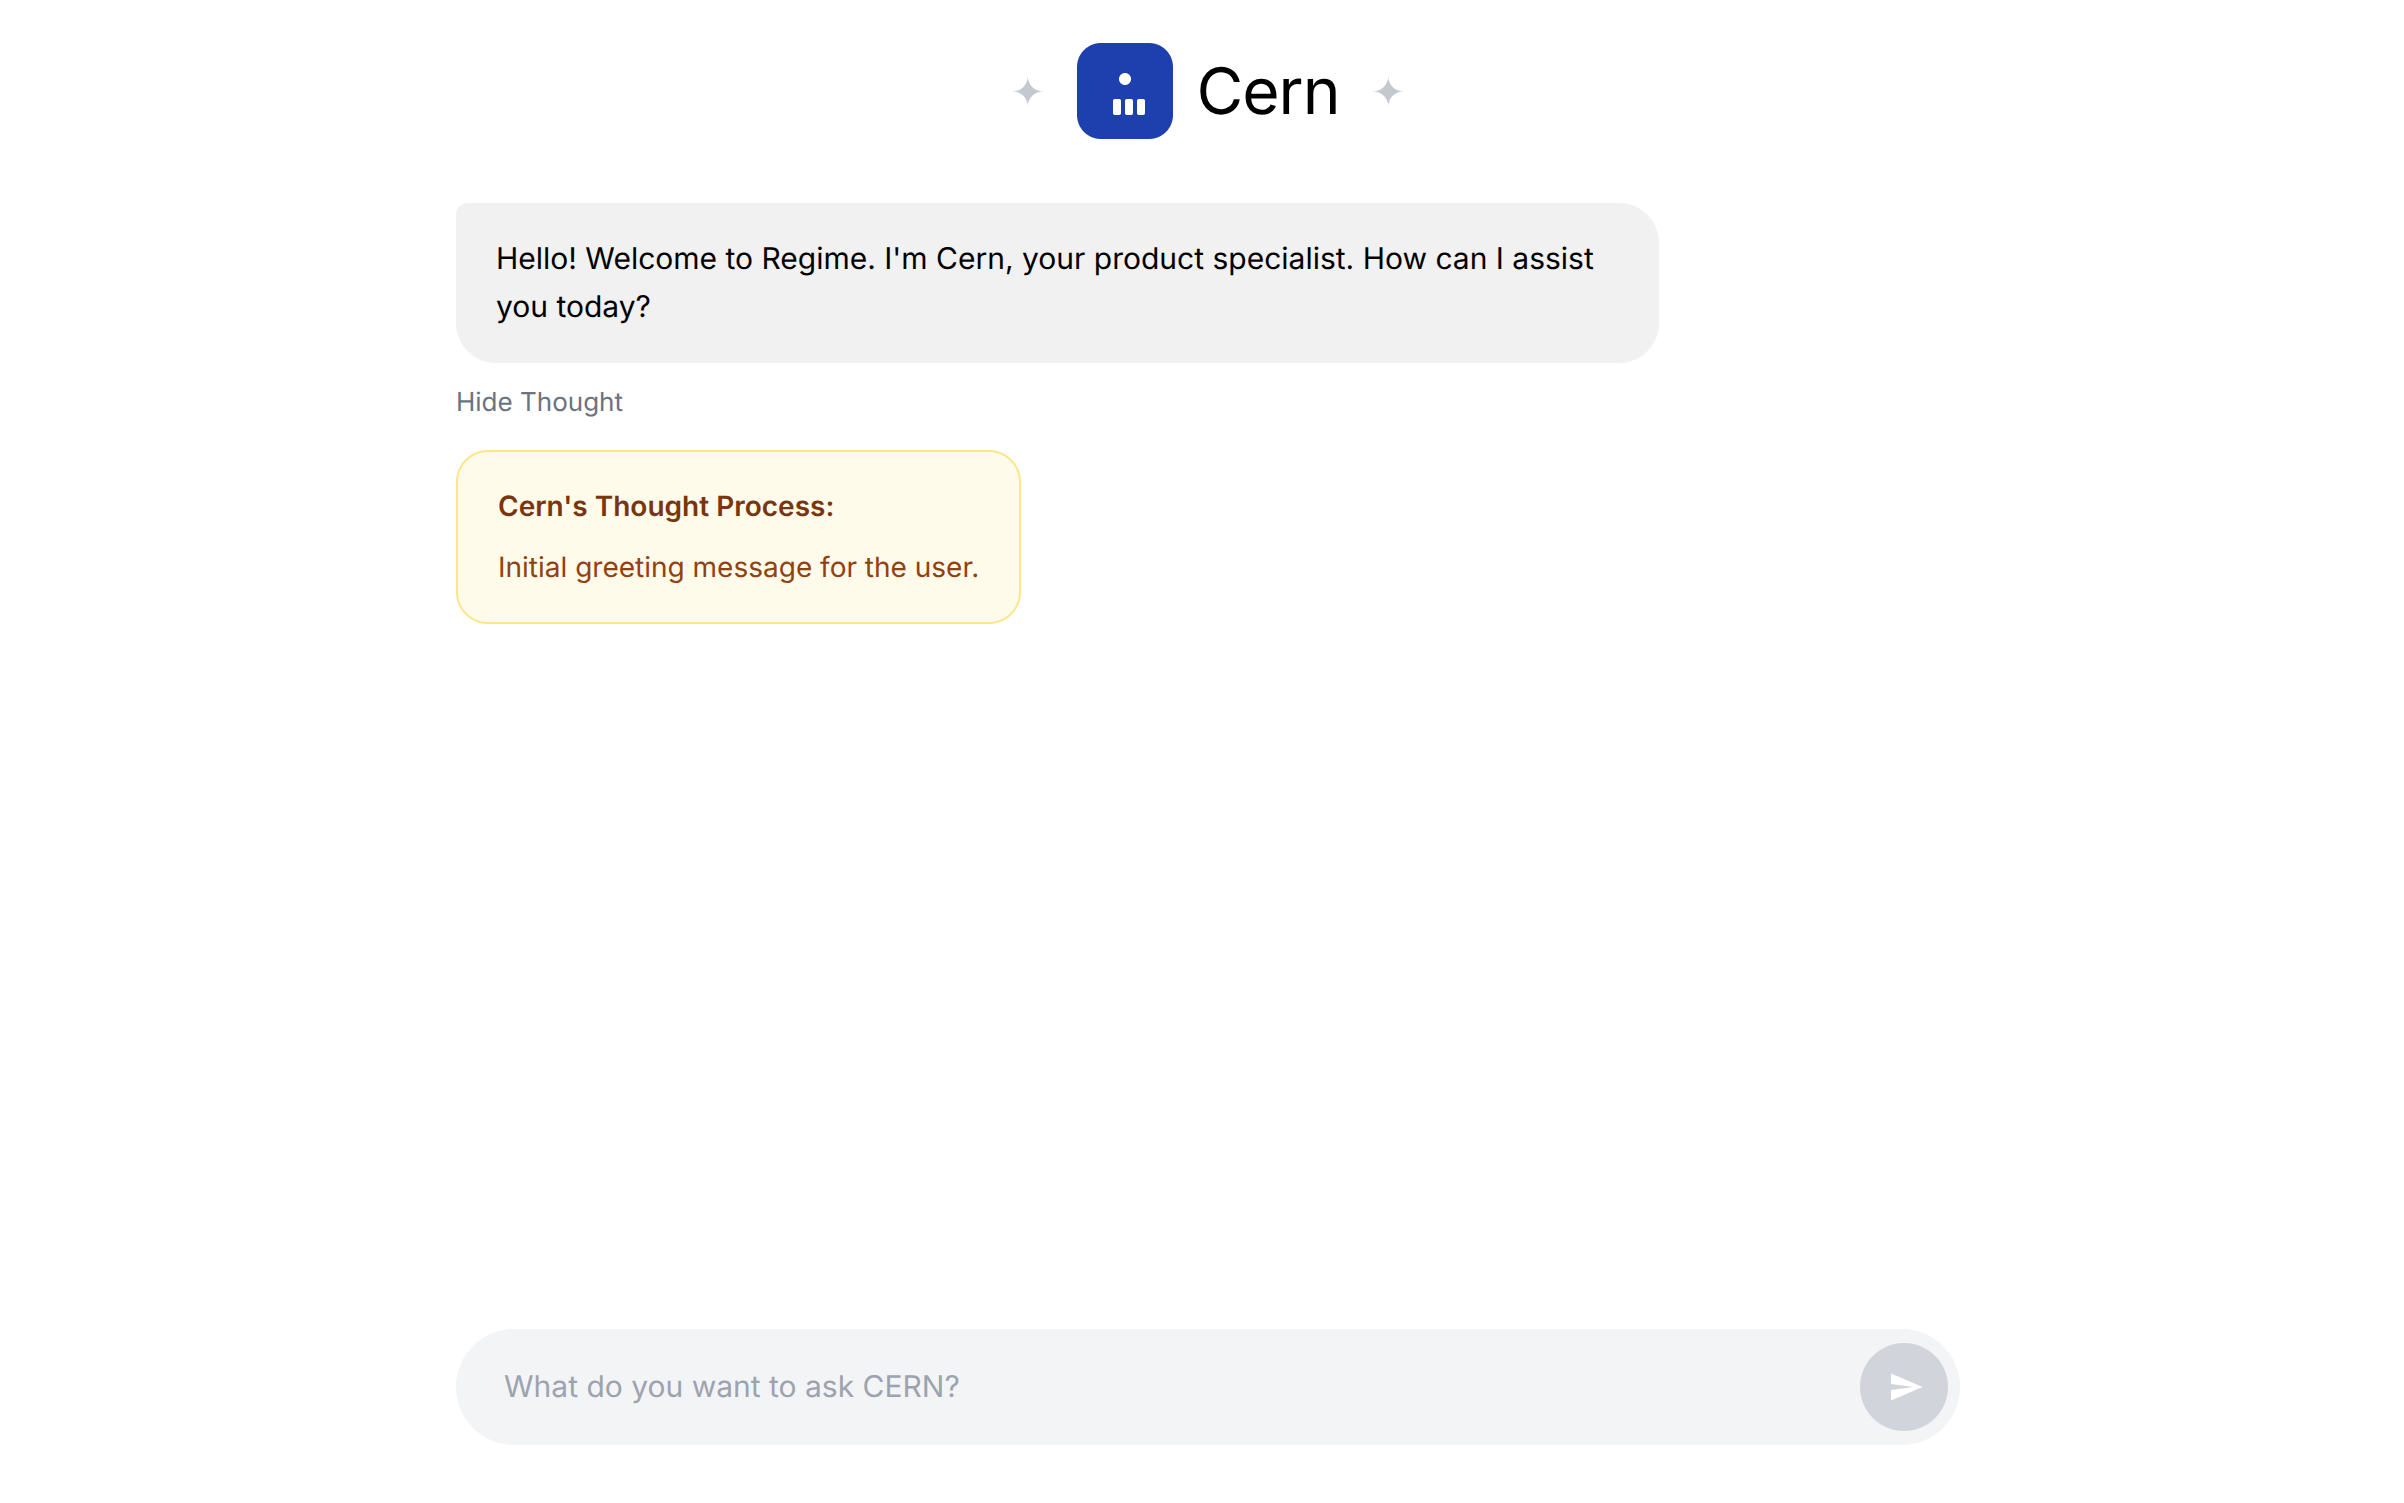 Cern
Hello! Welcome to Regime. I'm Cern, your product specialist. How can I assist
you today?
Hide Thought
Cern's Thought Process:
Initial greeting message for the user.
What do you want to ask CERN?